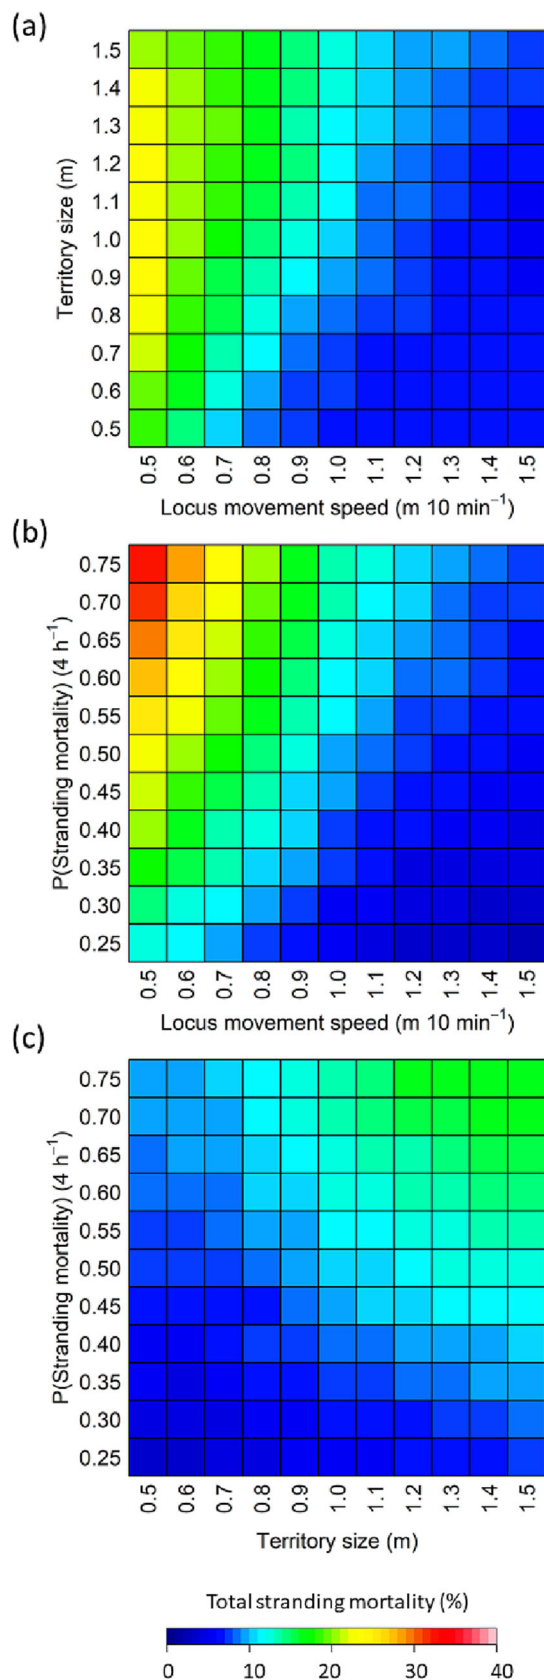 (a)
Territory size (m)
1.5
1.4
1.3
1.2
1.1
1.0
0.9
0.8
0.7
0.6
0.5
0.5 0.6 0.7 0.8 0.9 1.0 1.1 1.2 1.3 1.4 1.5
Locus movement speed (m 10 min⁻¹)
(b)
P(Stranding mortality) (4 h⁻¹)
0.75
0.70
0.65
0.60
0.55
0.50
0.45
0.40
0.35
0.30
0.25
0.5 0.6 0.7 0.8 0.9 1.0 1.1 1.2 1.3 1.4 1.5
Locus movement speed (m 10 min⁻¹)
(c)
P(Stranding mortality) (4 h⁻¹)
0.75
0.70
0.65
0.60
0.55
0.50
0.45
0.40
0.35
0.30
0.25
0.5 0.6 0.7 0.8 0.9 1.0 1.1 1.2 1.3 1.4 1.5
Territory size (m)
Total stranding mortality (%)
0 10 20 30 40